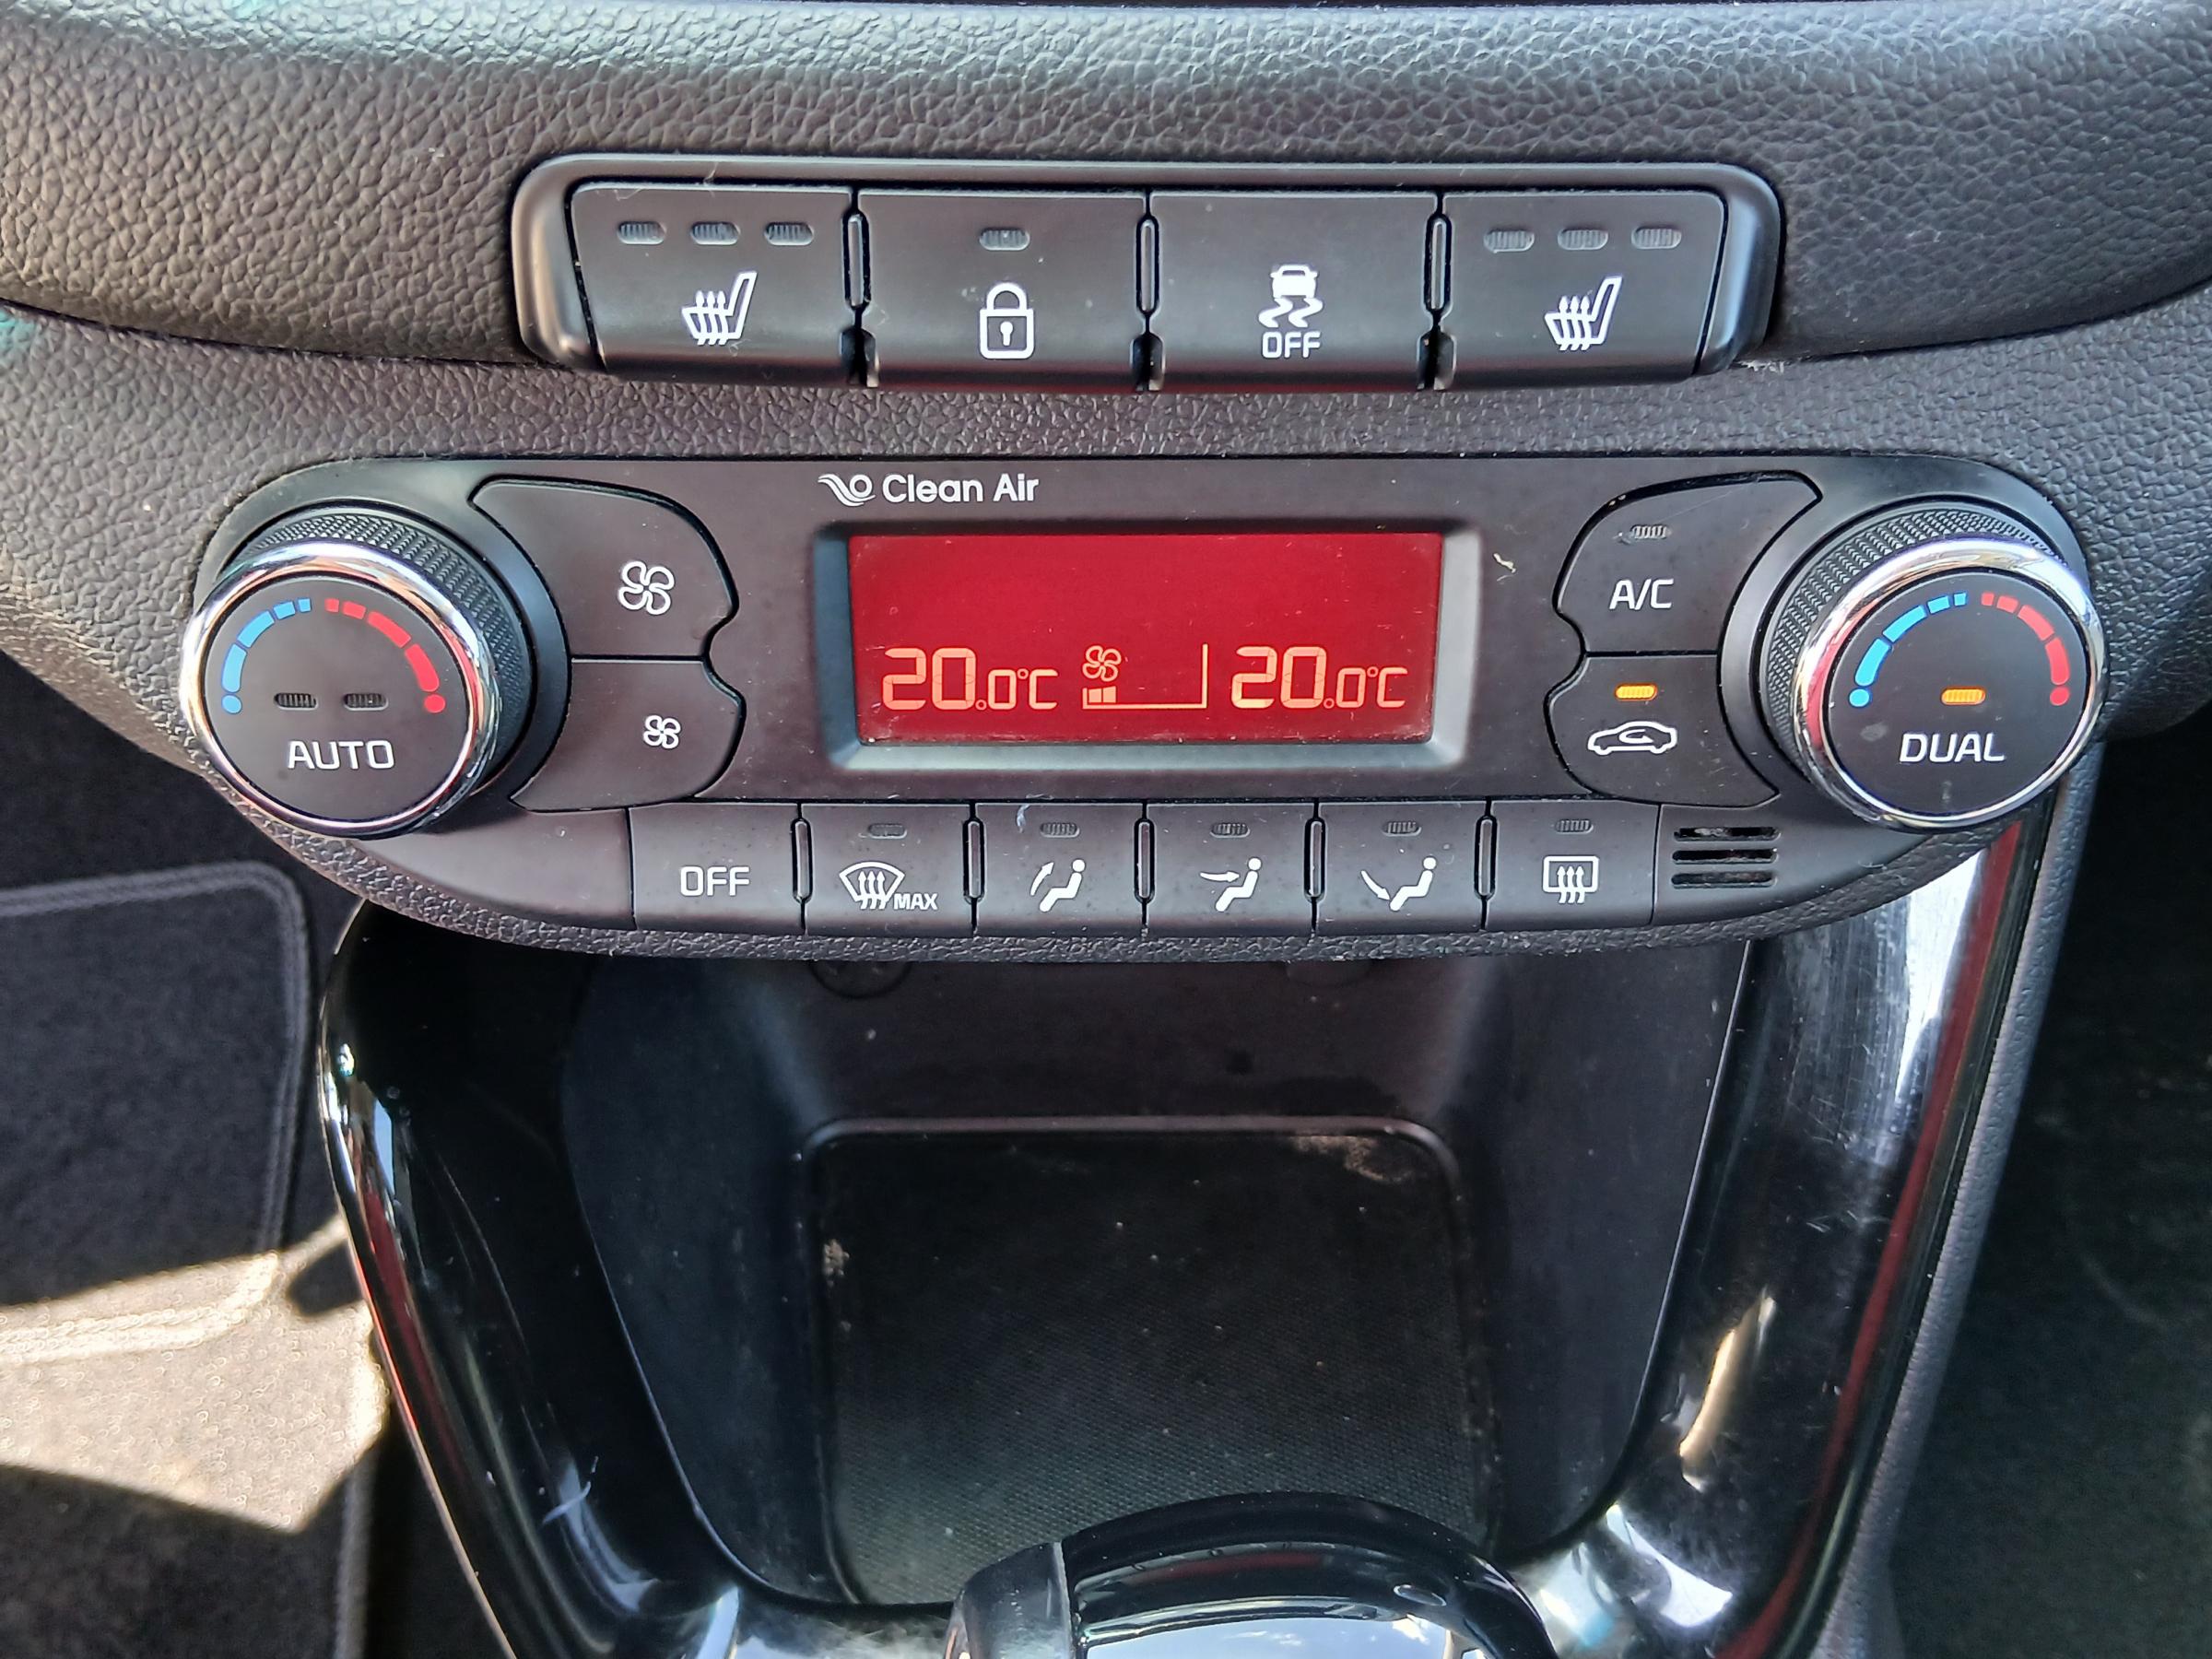 OFF
Clean Air
A/C
20.0°C 20.0°C
AUTO
DUAL
OFF
MAX